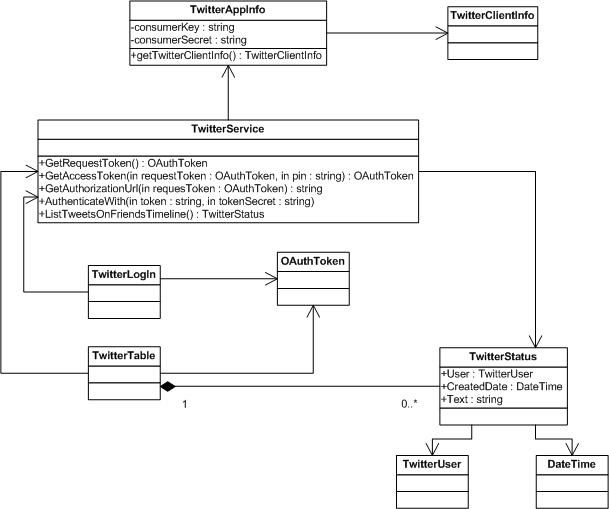 TwitterAppInfo
-consumerKey : string
-consumerSecret : string
+getTwitterClientInfo() : TwitterClientInfo
TwitterClientInfo
TwitterService
+GetRequestToken() : OAuthToken
+GetAccessToken(in requestToken : OAuthToken, in pin : string) : OAuthToken
+GetAuthorizationUrl(in requesToken : OAuthToken) : string
+AuthenticateWith(in token : string, in tokenSecret : string)
+ListTweetsOnFriendsTimeline() : TwitterStatus
TwitterLogIn
OAuthToken
TwitterTable
TwitterStatus
+User : TwitterUser
+CreatedDate : DateTime
+Text : string
1
0..*
TwitterUser
DateTime